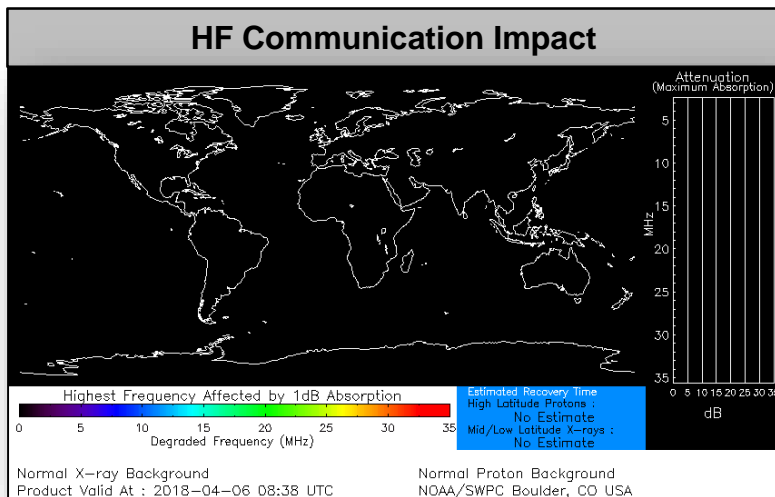 HF Communication Impact
Attenuation
(Maximum Absorption)
5
10
15
20
25
30
35
MHz
0 5 10 15 20 25 30 35
dB
Highest Frequency Affected by 1dB Absorption
0 5 10 15 20 25 30 35
Degraded Frequency (MHz)
Estimated Recovery Time
High Latitude Protons :
No Estimate
Mid/Low Latitude X-rays :
No Estimate
Normal X-ray Background
Normal Proton Background
Product Valid At : 2018-04-06 08:38 UTC
NOAA/SWPC Boulder, CO USA